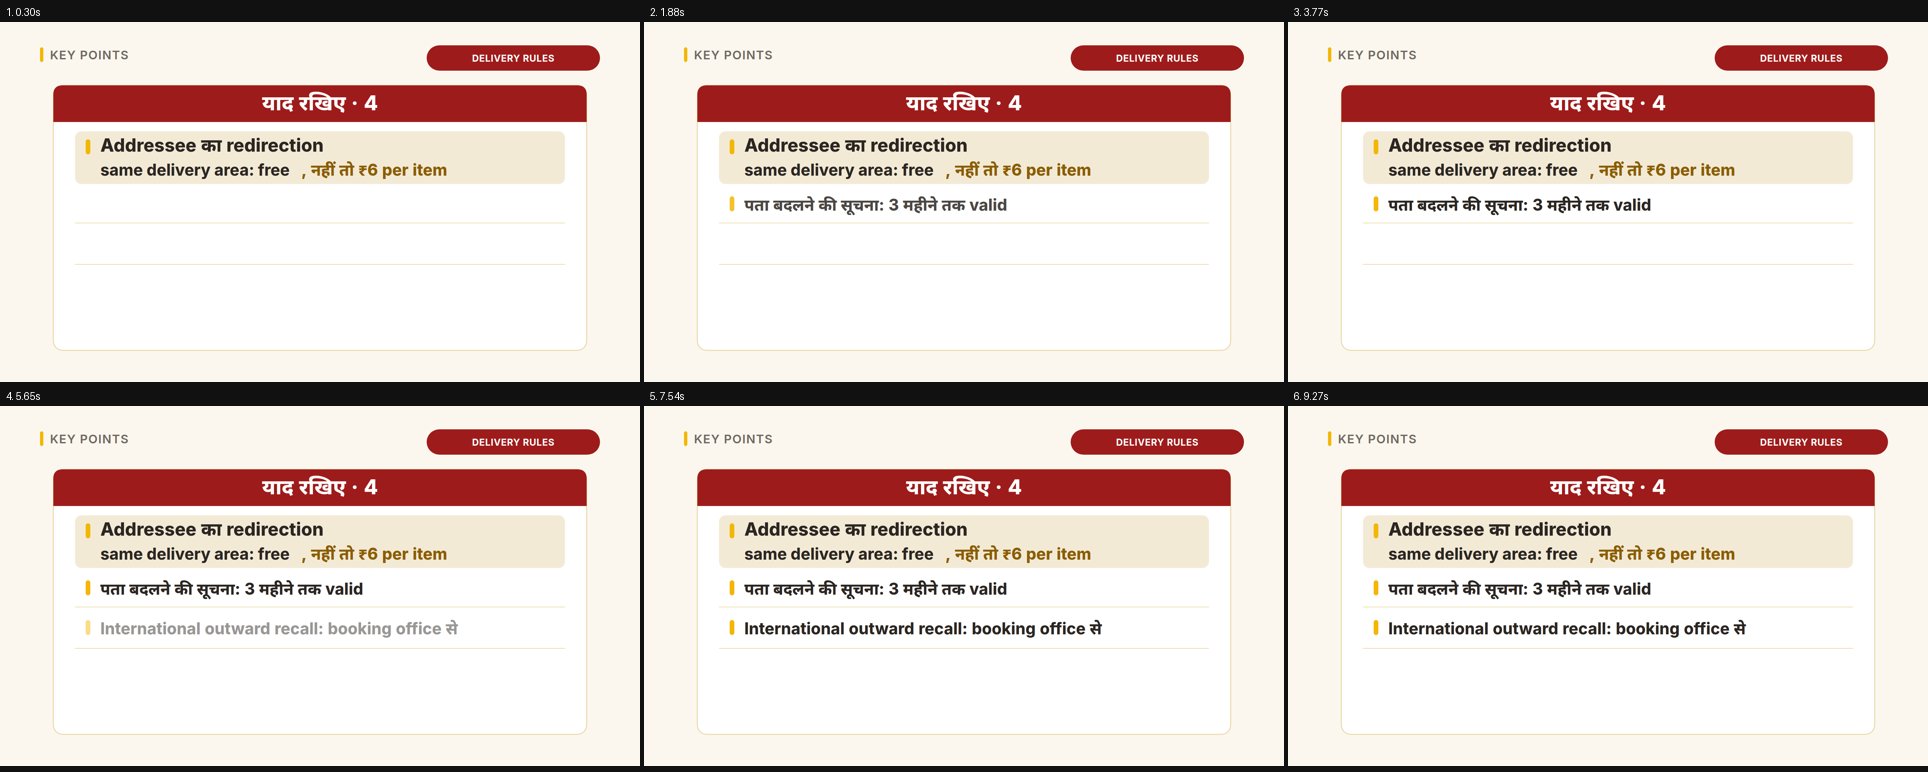 1. 0.30s
KEY POINTS
DELIVERY RULES
याद रखिए · 4
Addressee का redirection
same delivery area: free , नहीं तो ₹6 per item
2. 1.88s
KEY POINTS
DELIVERY RULES
याद रखिए · 4
Addressee का redirection
same delivery area: free , नहीं तो ₹6 per item
पता बदलने की सूचना: 3 महीने तक valid
3. 3.77s
KEY POINTS
DELIVERY RULES
याद रखिए · 4
Addressee का redirection
same delivery area: free , नहीं तो ₹6 per item
पता बदलने की सूचना: 3 महीने तक valid
4. 5.65s
KEY POINTS
DELIVERY RULES
याद रखिए · 4
Addressee का redirection
same delivery area: free , नहीं तो ₹6 per item
पता बदलने की सूचना: 3 महीने तक valid
International outward recall: booking office से
5. 7.54s
KEY POINTS
DELIVERY RULES
याद रखिए · 4
Addressee का redirection
same delivery area: free , नहीं तो ₹6 per item
पता बदलने की सूचना: 3 महीने तक valid
International outward recall: booking office से
6. 9.27s
KEY POINTS
DELIVERY RULES
याद रखिए · 4
Addressee का redirection
same delivery area: free , नहीं तो ₹6 per item
पता बदलने की सूचना: 3 महीने तक valid
International outward recall: booking office से